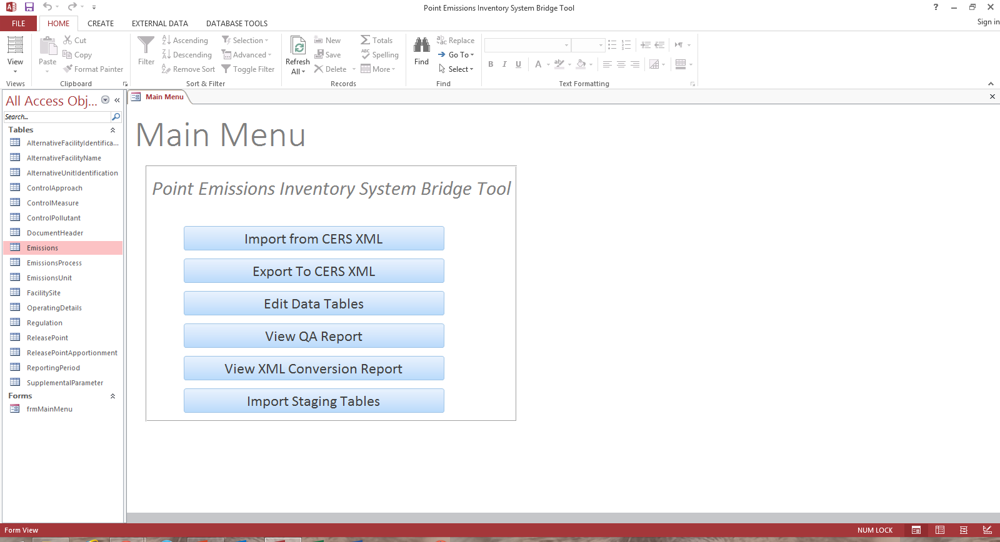 Point Emissions Inventory System Bridge Tool
?
Sign in
FILE HOME CREATE EXTERNAL DATA DATABASE TOOLS
View
Views
Paste
Cut
Copy
Format Painter
Clipboard
Filter
Ascending
Descending
Remove Sort
Selection
Advanced
Toggle Filter
Sort & Filter
Refresh
All
New
Save
Delete
Totals
Spelling
More
Records
Find
Replace
Go To
Select
Find
B I U A
Text Formatting
All Access Obj...
Search...
Tables
AlternativeFacilityIdentifica...
AlternativeFacilityName
AlternativeUnitIdentification
ControlApproach
ControlMeasure
ControlPollutant
DocumentHeader
Emissions
EmissionsProcess
EmissionsUnit
FacilitySite
OperatingDetails
Regulation
ReleasePoint
ReleasePointApportionment
ReportingPeriod
SupplementalParameter
Forms
frmMainMenu
Main Menu
Main Menu
Point Emissions Inventory System Bridge Tool
Import from CERS XML
Export To CERS XML
Edit Data Tables
View QA Report
View XML Conversion Report
Import Staging Tables
Form View
NUM LOCK